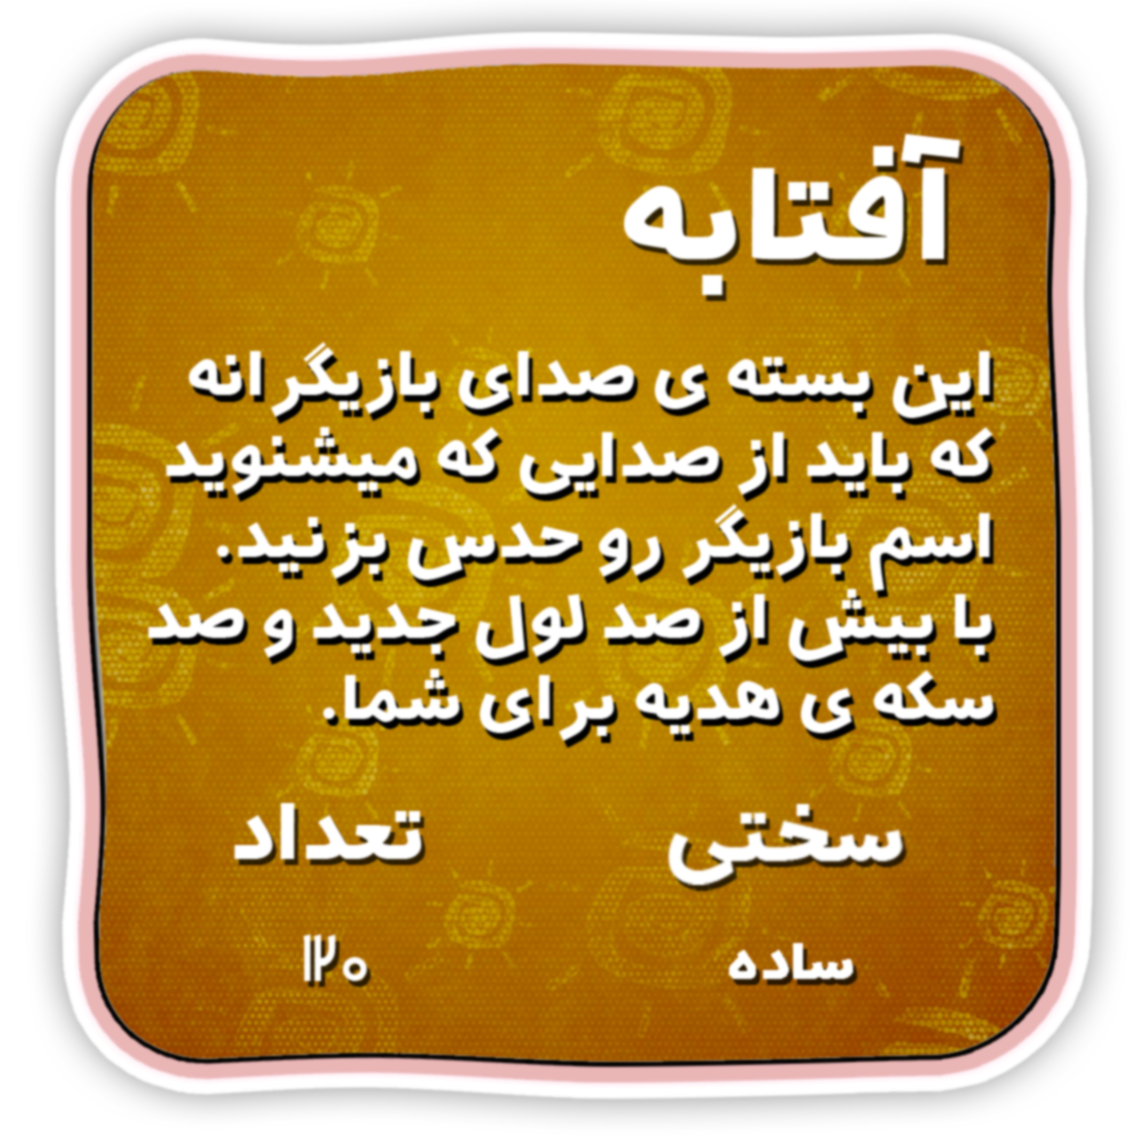 آفتابه
این بسته ی صدای بازیگرانه
که باید از صدایی که میشنوید
اسم بازیگر رو حدس بزنید.
با بیش از صد لول جدید و صد
سکه ی هدیه برای شما.
سختی تعداد
ساده ۱۲۰